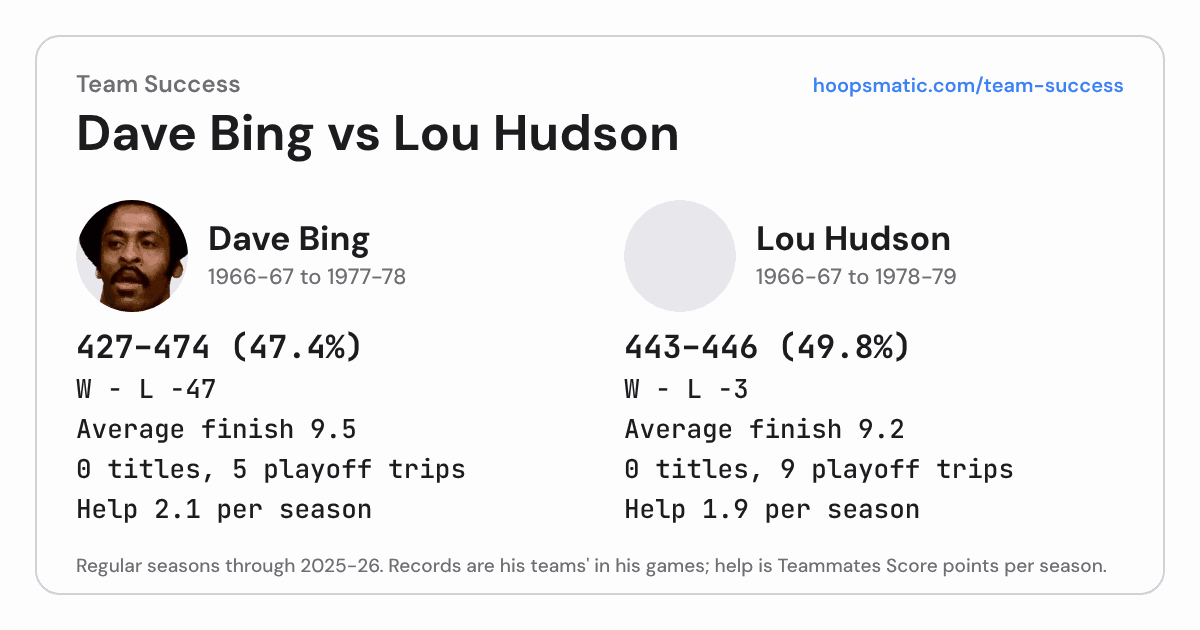 Team Success
hoopsmatic.com/team-success
Dave Bing vs Lou Hudson
Dave Bing
1966-67 to 1977-78
427-474 (47.4%)
W - L -47
Average finish 9.5
0 titles, 5 playoff trips
Help 2.1 per season
Lou Hudson
1966-67 to 1978-79
443-446 (49.8%)
W - L -3
Average finish 9.2
0 titles, 9 playoff trips
Help 1.9 per season
Regular seasons through 2025-26. Records are his teams' in his games; help is Teammates Score points per season.